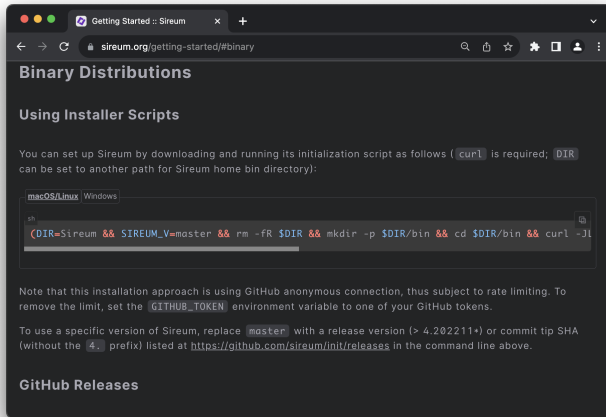 Getting Started :: Sireum
sireum.org/getting-started/#binary
Binary Distributions
Using Installer Scripts
You can set up Sireum by downloading and running its initialization script as follows ( curl is required; DIR
can be set to another path for Sireum home bin directory):
macOS/Linux Windows
sh
(DIR=Sireum && SIREUM_V=master && rm -fR $DIR && mkdir -p $DIR/bin && cd $DIR/bin && curl -JL
Note that this installation approach is using GitHub anonymous connection, thus subject to rate limiting. To
remove the limit, set the GITHUB_TOKEN environment variable to one of your GitHub tokens.
To use a specific version of Sireum, replace master with a release version (> 4.202211*) or commit tip SHA
(without the 4. prefix) listed at https://github.com/sireum/init/releases in the command line above.
GitHub Releases